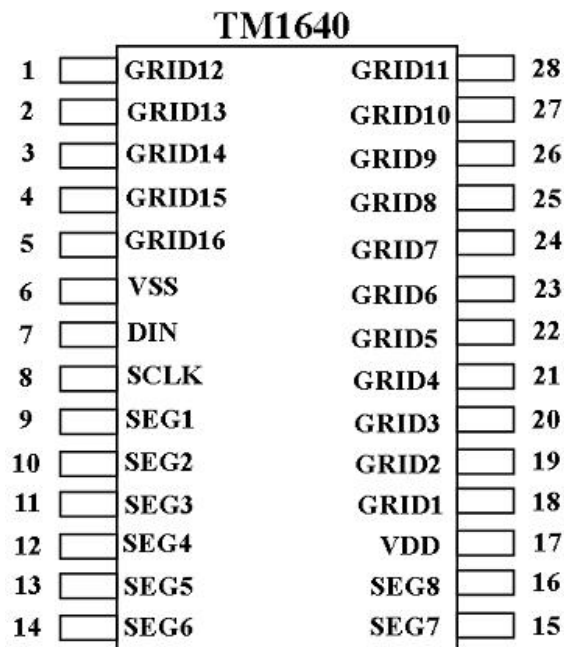 TM1640
1 GRID12 GRID11 28
2 GRID13 GRID10 27
3 GRID14 GRID9 26
4 GRID15 GRID8 25
5 GRID16 GRID7 24
6 VSS GRID6 23
7 DIN GRID5 22
8 SCLK GRID4 21
9 SEG1 GRID3 20
10 SEG2 GRID2 19
11 SEG3 GRID1 18
12 SEG4 VDD 17
13 SEG5 SEG8 16
14 SEG6 SEG7 15